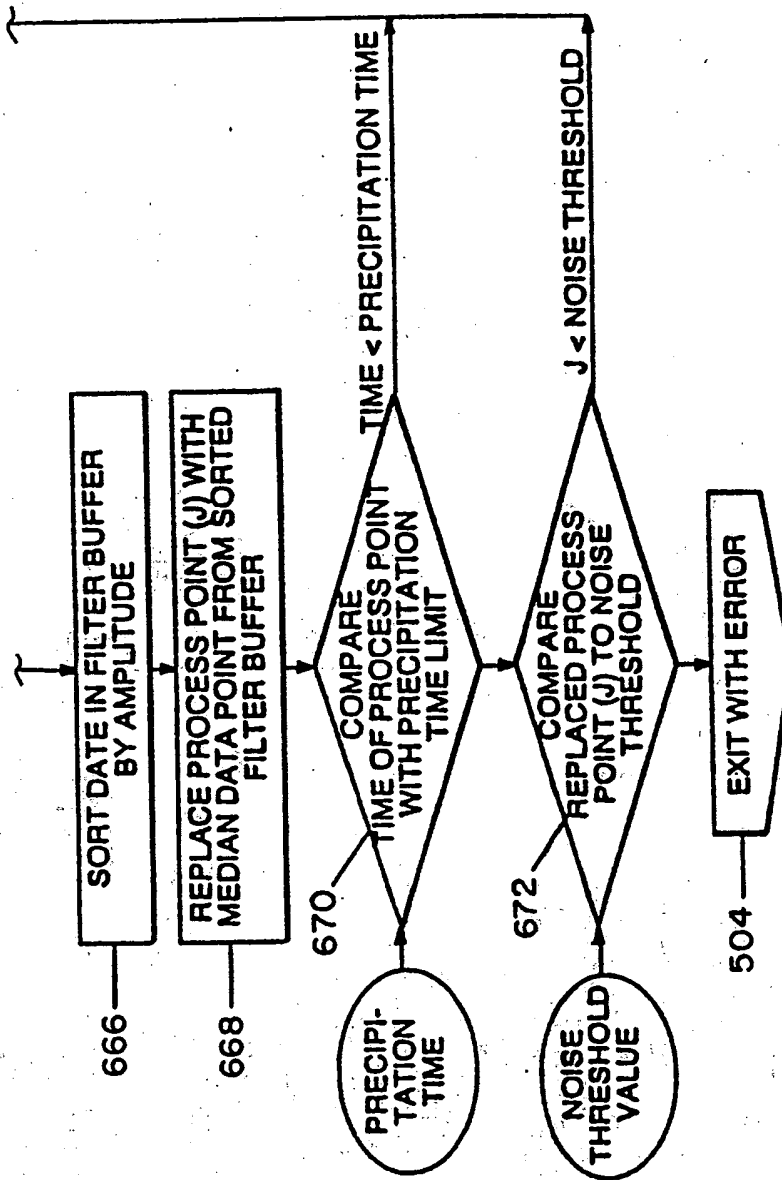 666
SORT DATE IN FILTER BUFFER
BY AMPLITUDE
668
REPLACE PROCESS POINT (J) WITH
MEDIAN DATA POINT FROM SORTED
FILTER BUFFER
PRECIPI-
TATION
TIME
670
COMPARE
TIME OF PROCESS POINT
WITH PRECIPITATION
TIME LIMIT
TIME < PRECIPITATION TIME
NOISE
THRESHOLD
VALUE
672
COMPARE
REPLACED PROCESS
POINT (J) TO NOISE
THRESHOLD
J < NOISE THRESHOLD
504
EXIT WITH ERROR